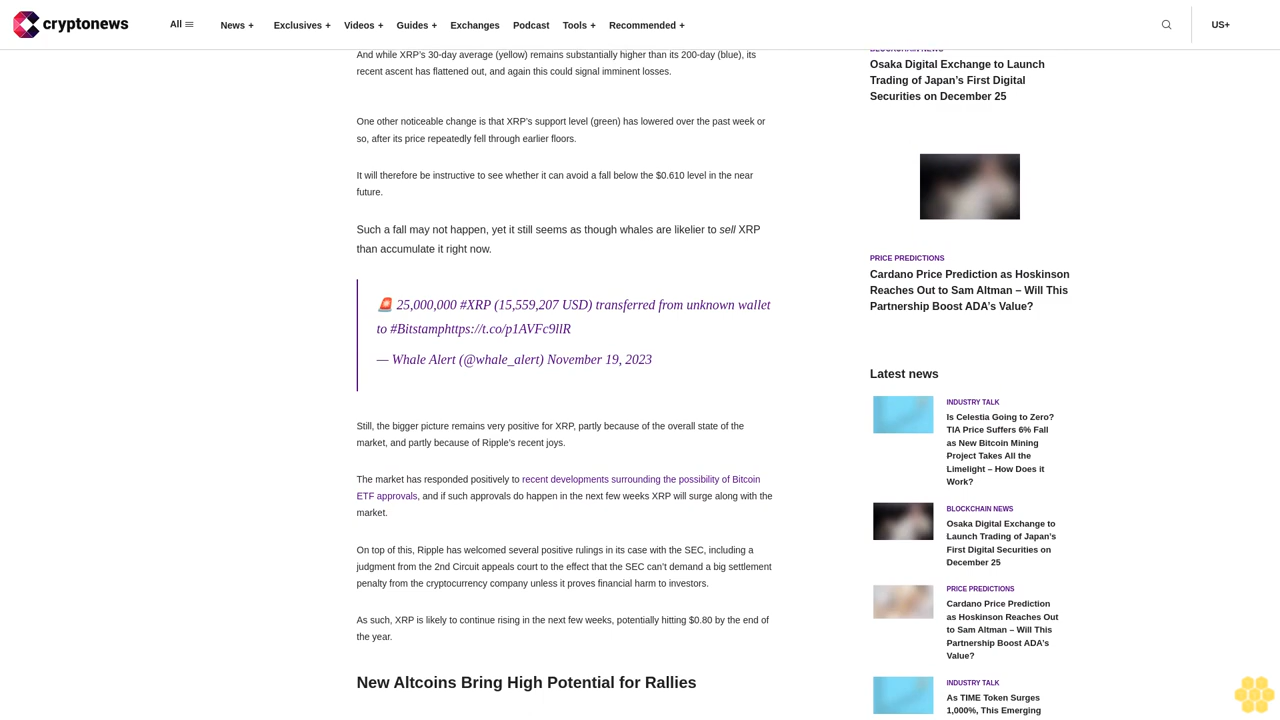 cryptonews
All
News +
Exclusives +
Videos +
Guides +
Exchanges
Podcast
Tools +
Recommended +
US+
And while XRP's 30-day average (yellow) remains substantially higher than its 200-day (blue), its
recent ascent has flattened out, and again this could signal imminent losses.
One other noticeable change is that XRP's support level (green) has lowered over the past week or
so, after its price repeatedly fell through earlier floors.
It will therefore be instructive to see whether it can avoid a fall below the $0.610 level in the near
future.
Such a fall may not happen, yet it still seems as though whales are likelier to sell XRP
than accumulate it right now.
🚨 25,000,000 #XRP (15,559,207 USD) transferred from unknown wallet
to #Bitstamphttps://t.co/p1AVFc9llR
— Whale Alert (@whale_alert) November 19, 2023
Still, the bigger picture remains very positive for XRP, partly because of the overall state of the
market, and partly because of Ripple's recent joys.
The market has responded positively to recent developments surrounding the possibility of Bitcoin
ETF approvals, and if such approvals do happen in the next few weeks XRP will surge along with the
market.
On top of this, Ripple has welcomed several positive rulings in its case with the SEC, including a
judgment from the 2nd Circuit appeals court to the effect that the SEC can't demand a big settlement
penalty from the cryptocurrency company unless it proves financial harm to investors.
As such, XRP is likely to continue rising in the next few weeks, potentially hitting $0.80 by the end of
the year.
New Altcoins Bring High Potential for Rallies
BLOCKCHAIN NEWS
Osaka Digital Exchange to Launch
Trading of Japan's First Digital
Securities on December 25
PRICE PREDICTIONS
Cardano Price Prediction as Hoskinson
Reaches Out to Sam Altman – Will This
Partnership Boost ADA's Value?
Latest news
INDUSTRY TALK
Is Celestia Going to Zero?
TIA Price Suffers 6% Fall
as New Bitcoin Mining
Project Takes All the
Limelight – How Does it
Work?
BLOCKCHAIN NEWS
Osaka Digital Exchange to
Launch Trading of Japan's
First Digital Securities on
December 25
PRICE PREDICTIONS
Cardano Price Prediction
as Hoskinson Reaches Out
to Sam Altman – Will This
Partnership Boost ADA's
Value?
INDUSTRY TALK
As TIME Token Surges
1,000%, This Emerging